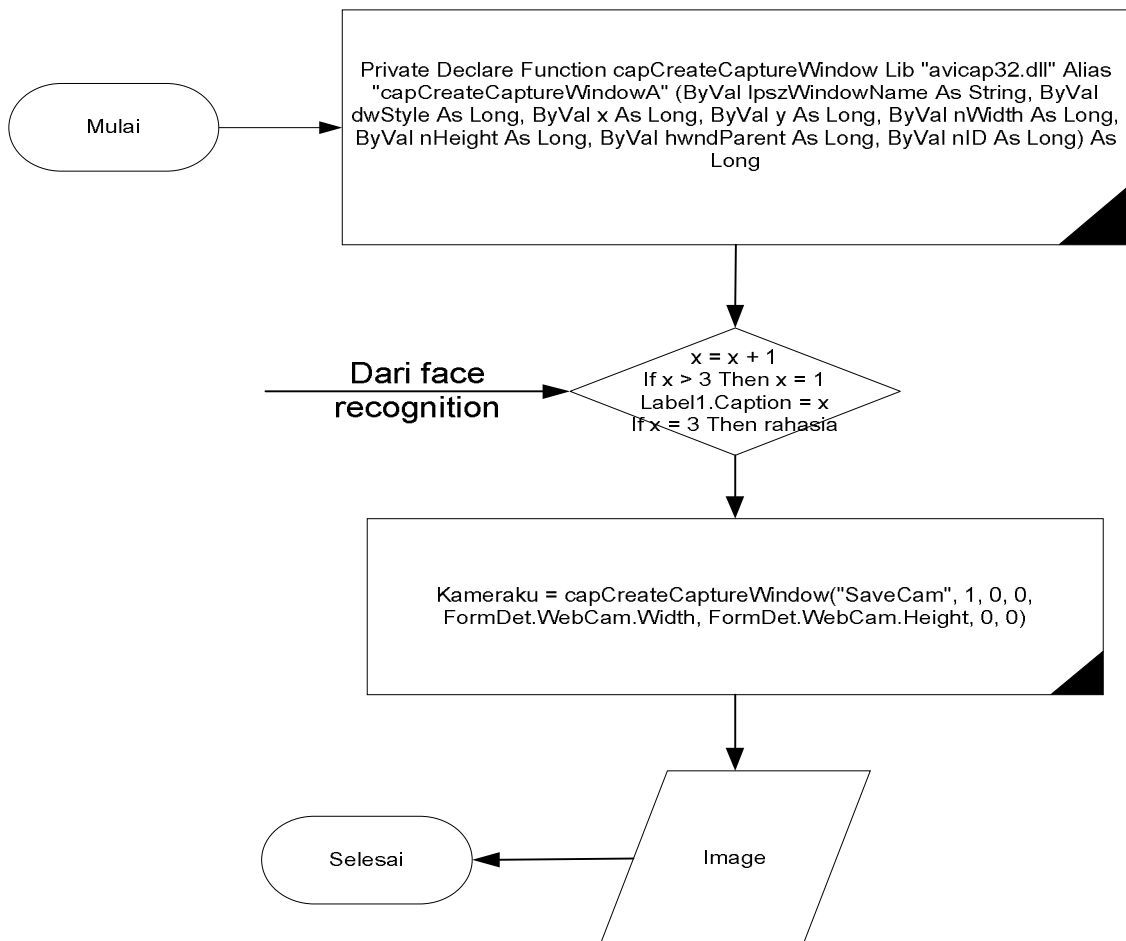 Mulai
Private Declare Function capCreateCaptureWindow Lib "avicap32.dll" Alias
"capCreateCaptureWindowA" (ByVal lpszWindowName As String, ByVal
dwStyle As Long, ByVal x As Long, ByVal y As Long, ByVal nWidth As Long,
ByVal nHeight As Long, ByVal hwndParent As Long, ByVal nID As Long) As
Long
Dari face
recognition
x = x + 1
If x > 3 Then x = 1
Label1.Caption = x
If x = 3 Then rahasia
Kameraku = capCreateCaptureWindow("SaveCam", 1, 0, 0,
FormDet.WebCam.Width, FormDet.WebCam.Height, 0, 0)
Selesai
Image